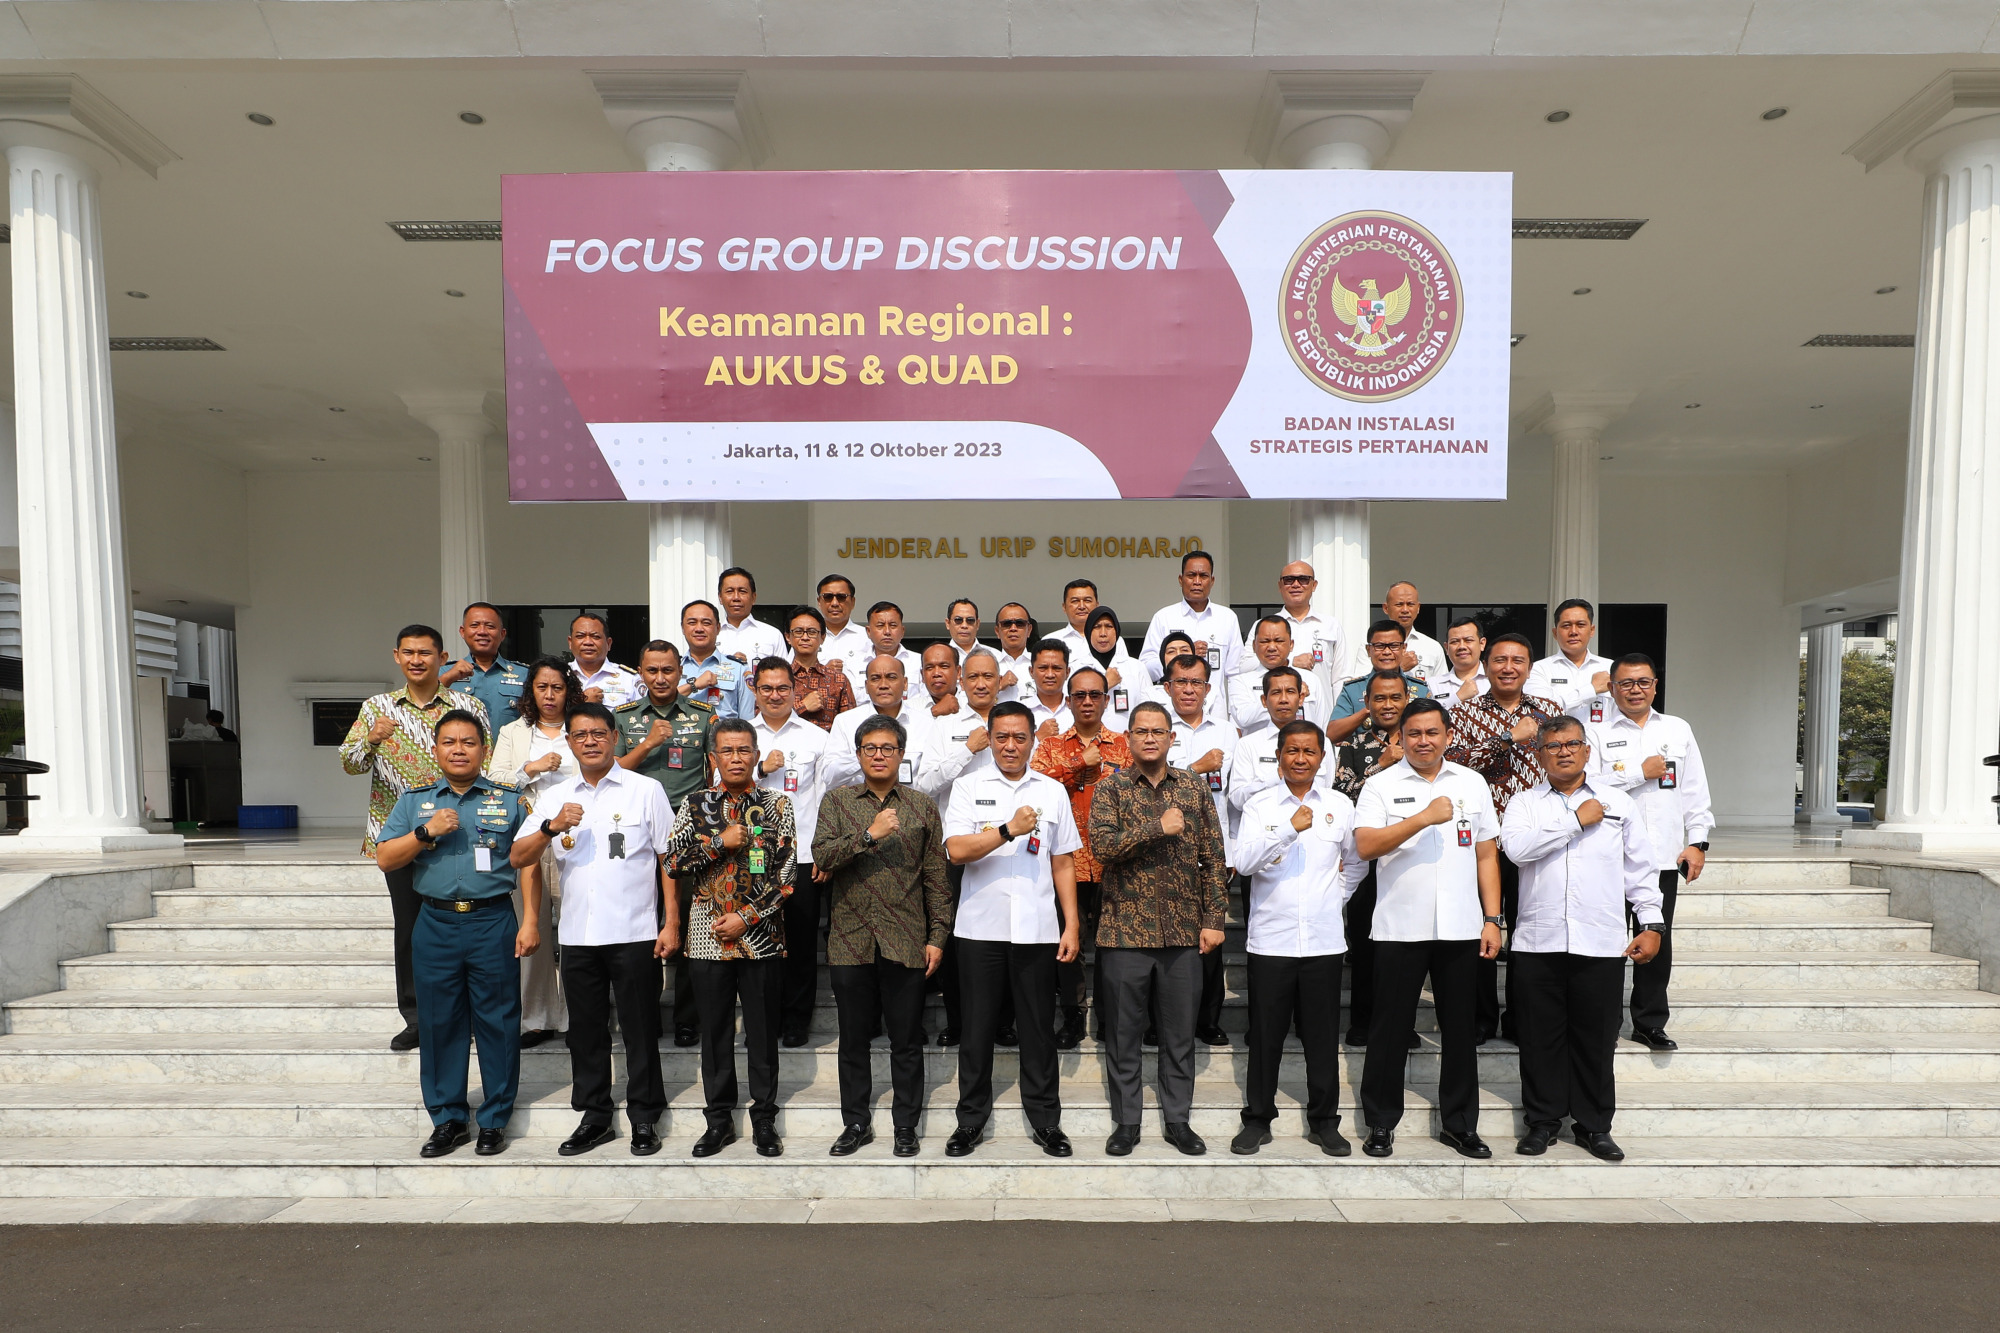 FOCUS GROUP DISCUSSION
Keamanan Regional :
AUKUS & QUAD
Jakarta, 11 & 12 Oktober 2023
KEMENTERIAN PERTAHANAN
REPUBLIK INDONESIA
BADAN INSTALASI
STRATEGIS PERTAHANAN
JENDERAL URIP SUMOHARJO